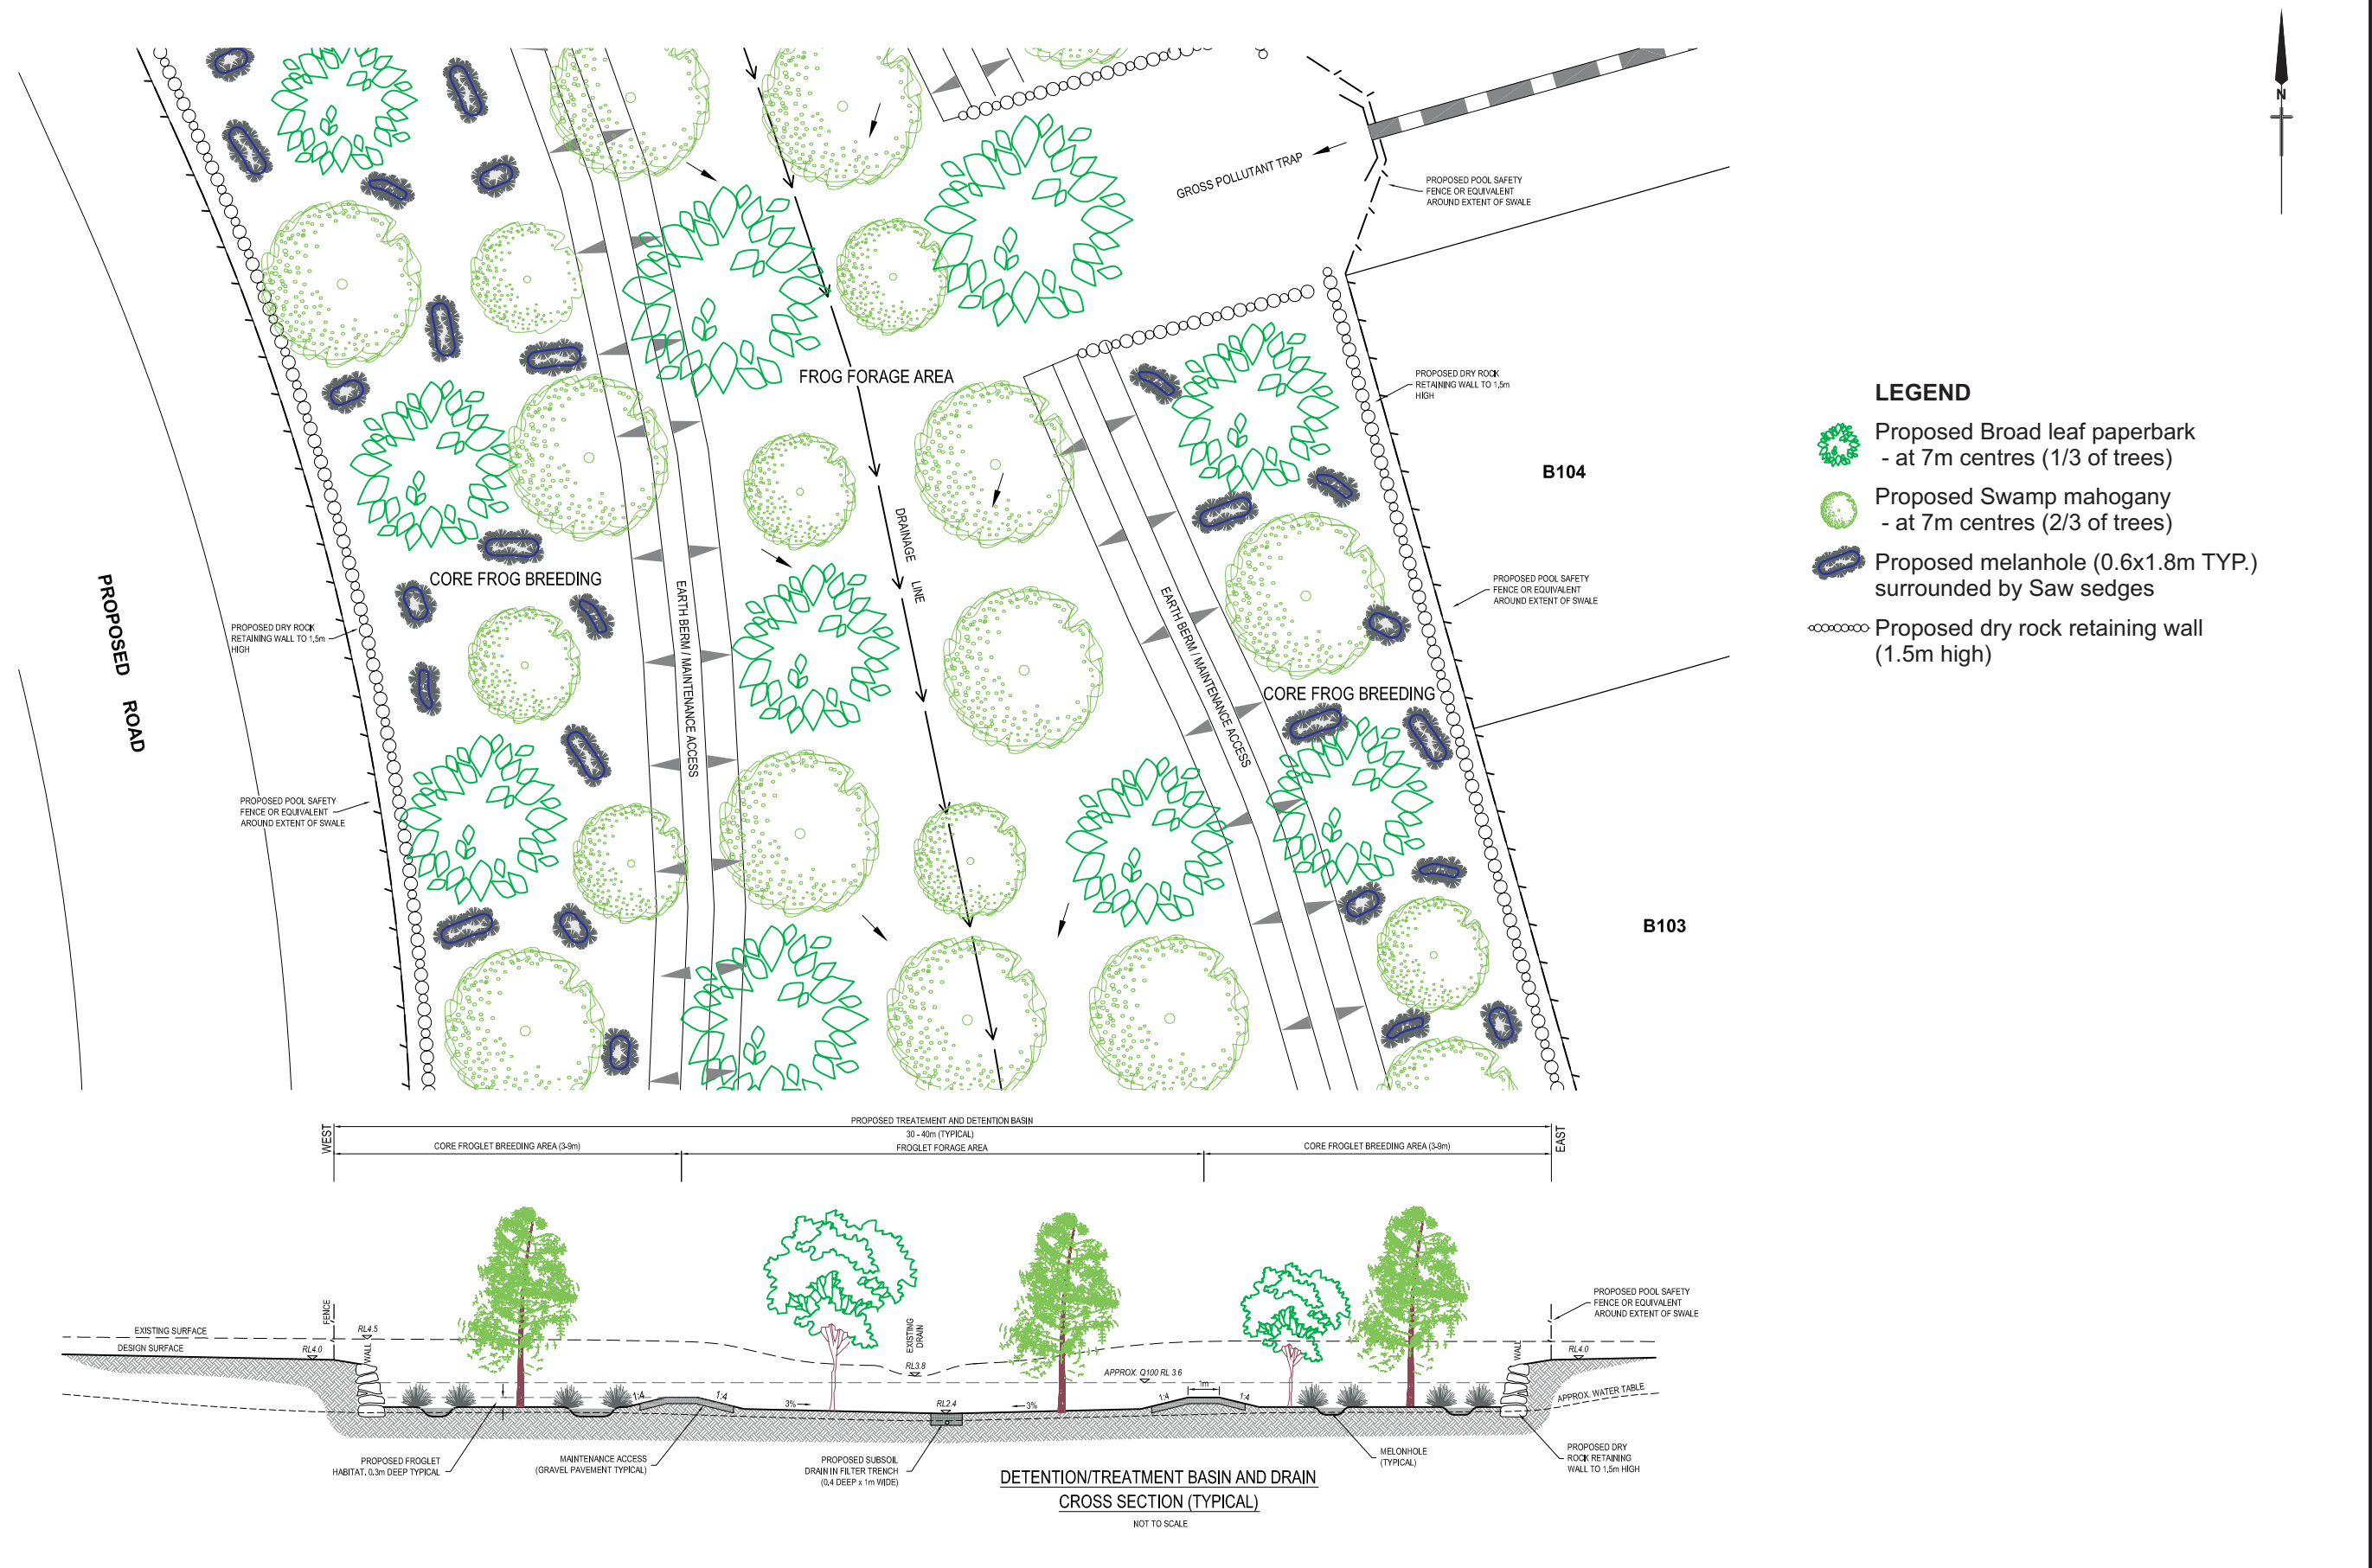 N
GROSS POLLUTANT TRAP
PROPOSED POOL SAFETY
FENCE OR EQUIVALENT
AROUND EXTENT OF SWALE
FROG FORAGE AREA
PROPOSED DRY ROCK
RETAINING WALL TO 1.5m
HIGH
B104
DRAINAGE LINE
CORE FROG BREEDING
PROPOSED ROAD
EARTH BERM / MAINTENANCE ACCESS
EARTH BERM / MAINTENANCE ACCESS
PROPOSED POOL SAFETY
FENCE OR EQUIVALENT
AROUND EXTENT OF SWALE
PROPOSED DRY ROCK
RETAINING WALL TO 1.5m
HIGH
CORE FROG BREEDING
PROPOSED POOL SAFETY
FENCE OR EQUIVALENT
AROUND EXTENT OF SWALE
B103
LEGEND
Proposed Broad leaf paperbark
- at 7m centres (1/3 of trees)
Proposed Swamp mahogany
- at 7m centres (2/3 of trees)
Proposed melanhole (0.6x1.8m TYP.)
surrounded by Saw sedges
Proposed dry rock retaining wall
(1.5m high)
WEST
PROPOSED TREATEMENT AND DETENTION BASIN
30 - 40m (TYPICAL)
CORE FROGLET BREEDING AREA (3-9m)
FROGLET FORAGE AREA
CORE FROGLET BREEDING AREA (3-9m)
EAST
EXISTING SURFACE
DESIGN SURFACE
RL4.0
FENCE
RL4.5
WALL
EXISTING
DRAIN
RL3.8
APPROX. Q100 RL 3.6
1:4
1:4
3%
RL2.4
3%
1:4
1m
1:4
WALL
PROPOSED POOL SAFETY
FENCE OR EQUIVALENT
AROUND EXTENT OF SWALE
RL4.0
APPROX. WATER TABLE
PROPOSED FROGLET
HABITAT, 0.3m DEEP TYPICAL
MAINTENANCE ACCESS
(GRAVEL PAVEMENT TYPICAL)
PROPOSED SUBSOIL
DRAIN IN FILTER TRENCH
(0.4 DEEP x 1m WIDE)
MELONHOLE
(TYPICAL)
PROPOSED DRY
ROCK RETAINING
WALL TO 1.5m HIGH
DETENTION/TREATMENT BASIN AND DRAIN
CROSS SECTION (TYPICAL)
NOT TO SCALE